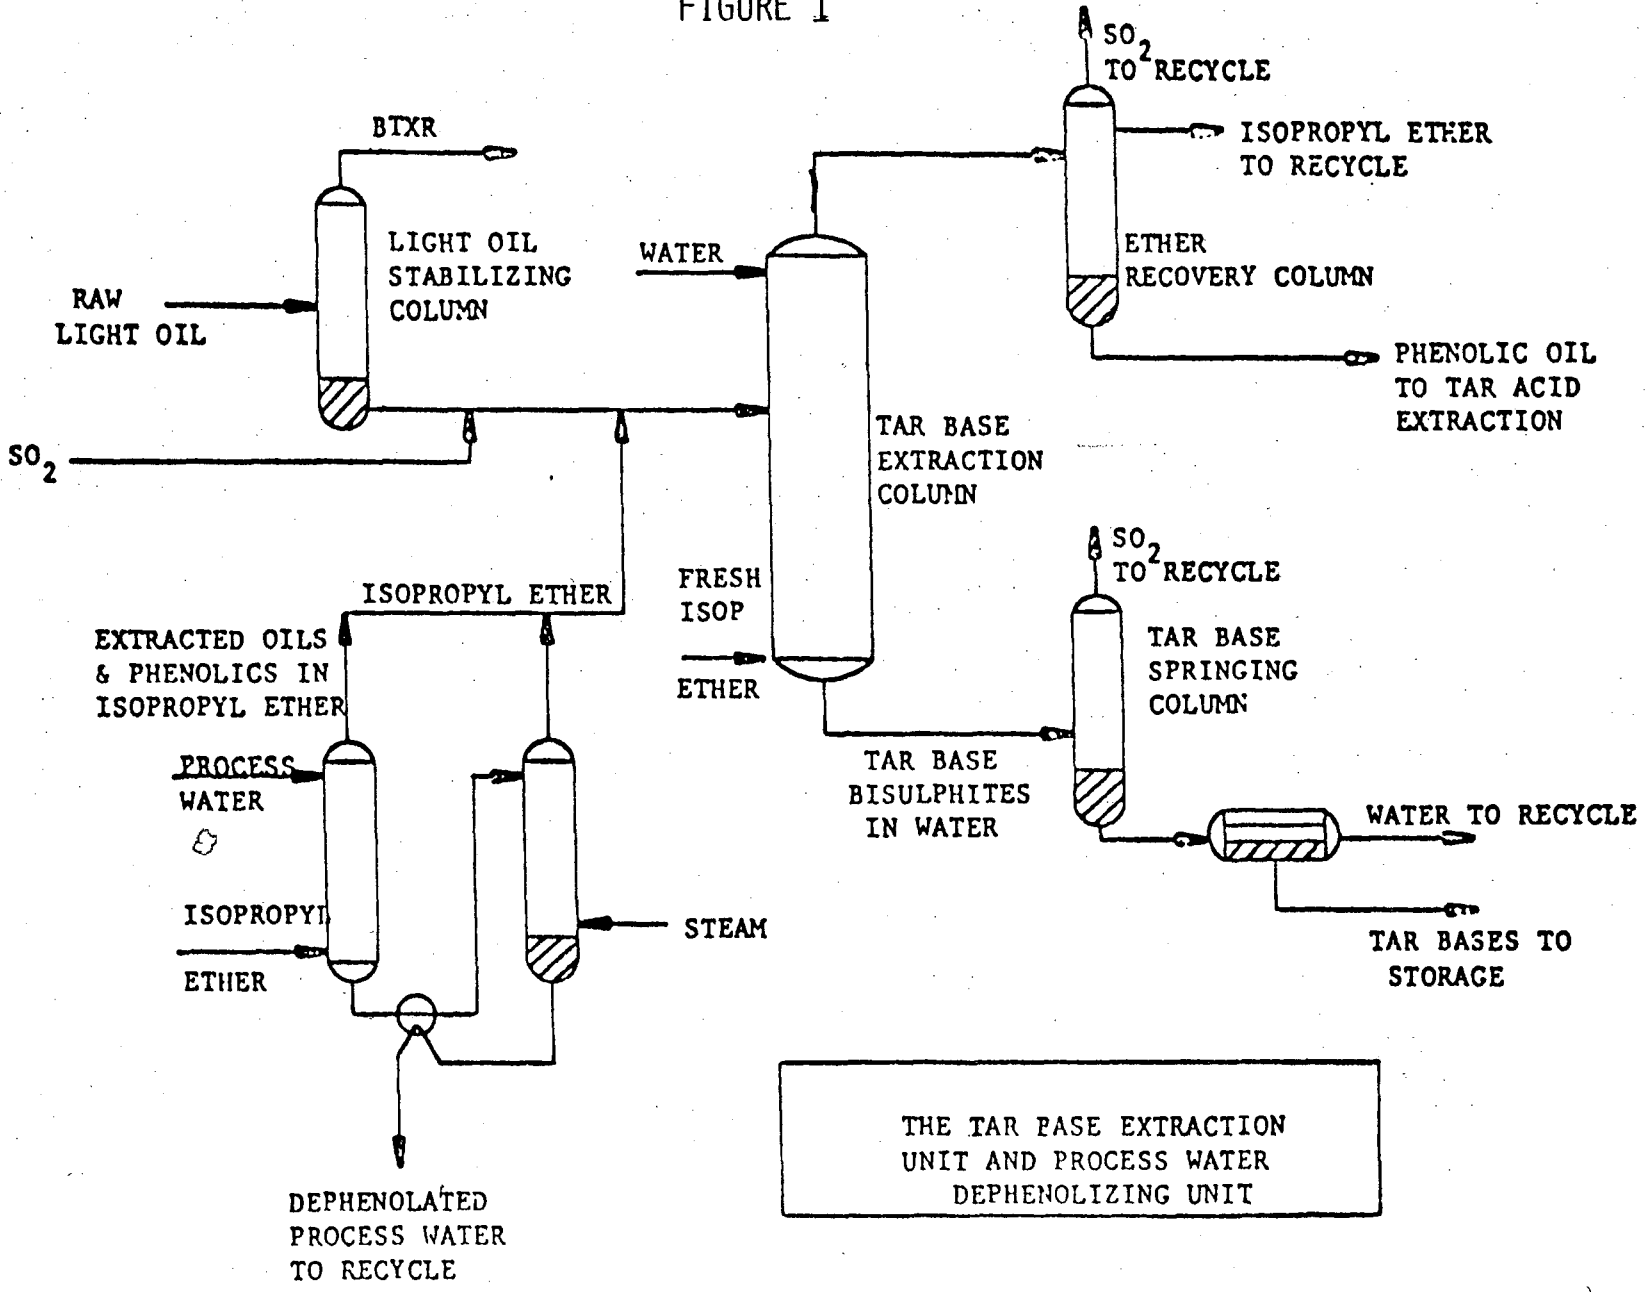 FIGURE 1
SO2
TO RECYCLE
BTXR
ISOPROPYL ETHER
TO RECYCLE
LIGHT OIL
STABILIZING
COLUMN
WATER
ETHER
RECOVERY COLUMN
RAW
LIGHT OIL
PHENOLIC OIL
TO TAR ACID
EXTRACTION
TAR BASE
EXTRACTION
COLUMN
SO2
SO2
TO RECYCLE
FRESH
ISOP
ETHER
ISOPROPYL ETHER
EXTRACTED OILS
& PHENOLICS IN
ISOPROPYL ETHER
TAR BASE
SPRINGING
COLUMN
PROCESS
WATER
TAR BASE
BISULPHITES
IN WATER
WATER TO RECYCLE
ISOPROPYL
ETHER
STEAM
TAR BASES TO
STORAGE
THE TAR BASE EXTRACTION
UNIT AND PROCESS WATER
DEPHENOLIZING UNIT
DEPHENOLATED
PROCESS WATER
TO RECYCLE